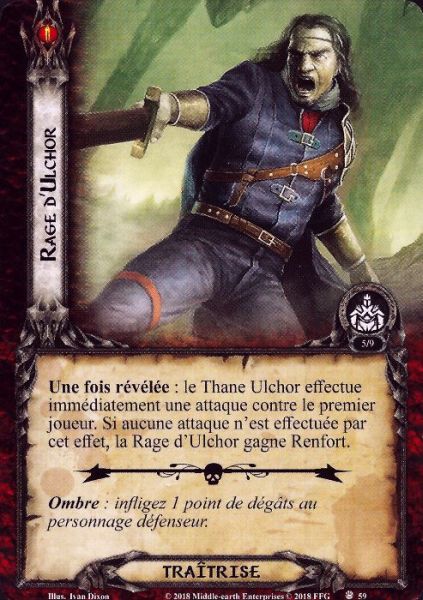 RAGE D'ULCHOR
5/9
Une fois révélée : le Thane Ulchor effectue
immédiatement une attaque contre le premier
joueur. Si aucune attaque n'est effectuée par
cet effet, la Rage d'Ulchor gagne Renfort.
Ombre : infligez 1 point de dégâts au
personnage défenseur.
TRAÎTRISE
Illus. Ivan Dixon © 2018 Middle-earth Enterprises © 2018 FFG 59